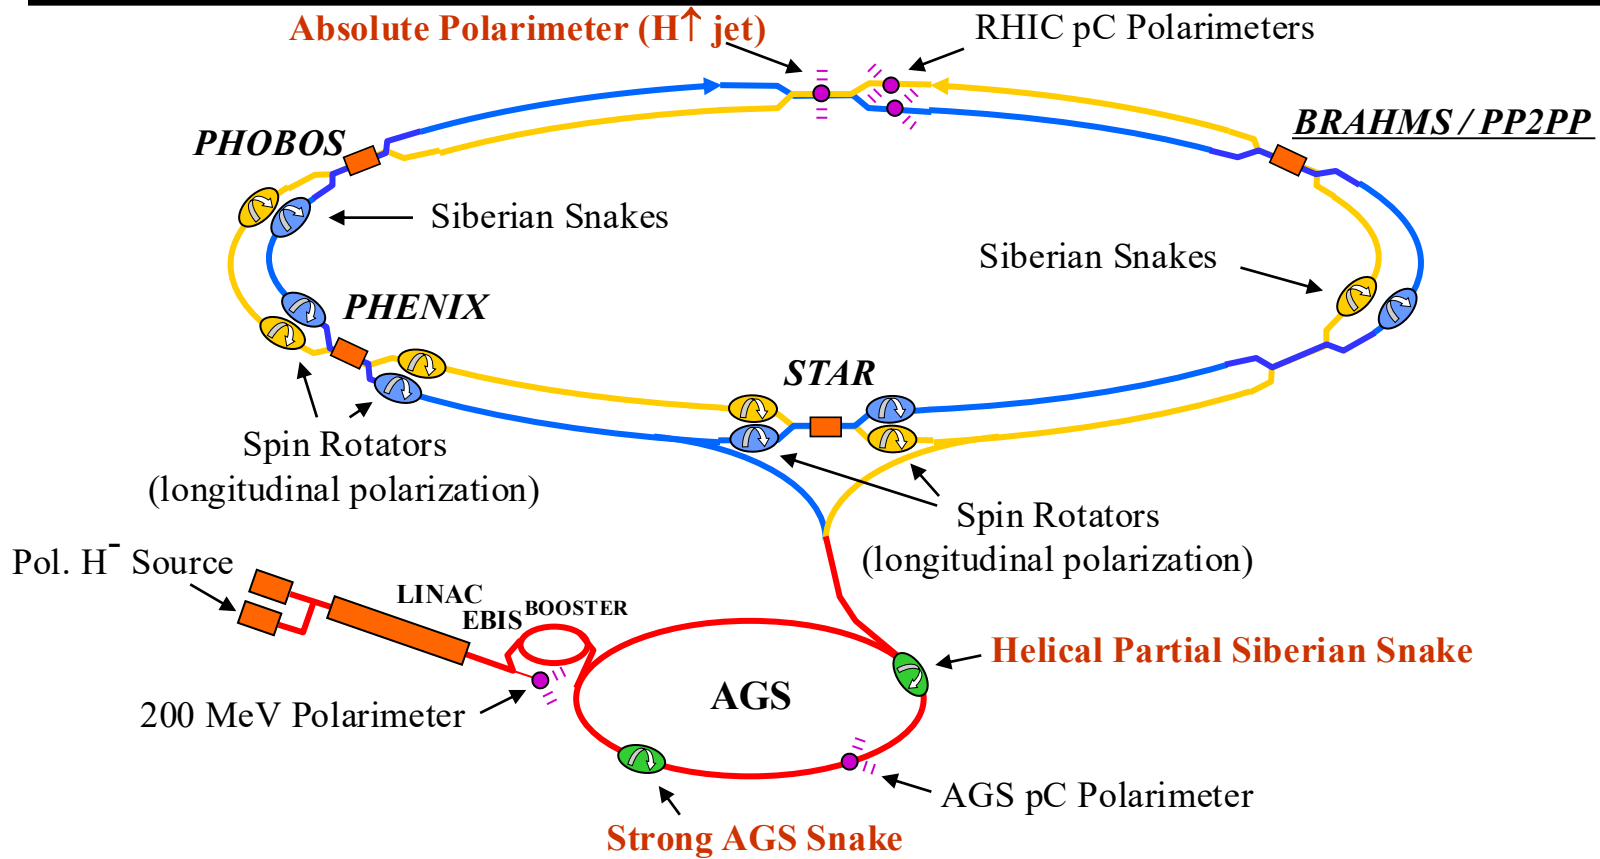 Absolute Polarimeter (H↑ jet)
RHIC pC Polarimeters
BRAHMS / PP2PP
PHOBOS
Siberian Snakes
Siberian Snakes
PHENIX
STAR
Spin Rotators
(longitudinal polarization)
Spin Rotators
(longitudinal polarization)
Pol. H⁻ Source
LINAC
EBIS
BOOSTER
Helical Partial Siberian Snake
AGS
200 MeV Polarimeter
AGS pC Polarimeter
Strong AGS Snake